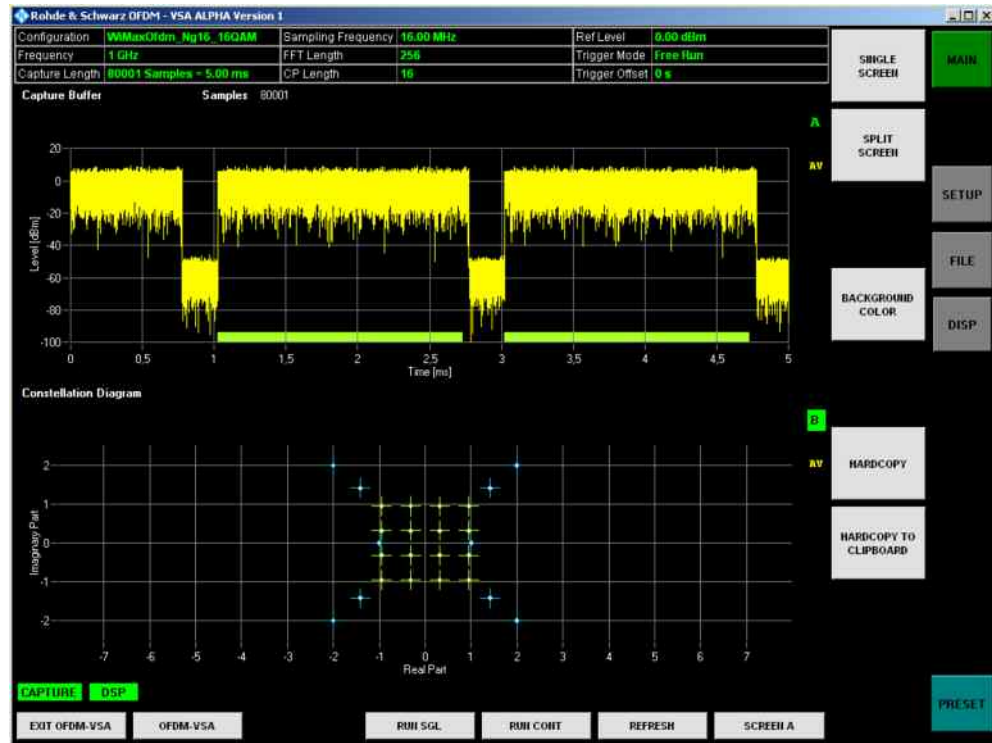 Rohde & Schwarz OFDM - VSA ALPHA Version 1
Configuration WiMaxOfdm_Ng16_16QAM Sampling Frequency 16.00 MHz Ref Level 0.00 dBm
Frequency 1 GHz FFT Length 256 Trigger Mode Free Run
Capture Length 80001 Samples = 5.00 ms CP Length 16 Trigger Offset 0 s
SINGLE SCREEN
MAIN
Capture Buffer Samples 80001
A
AV
SPLIT SCREEN
SETUP
FILE
BACKGROUND COLOR
DISP
20
0
-20
-40
-60
-80
-100
Level [dBm]
0 0,5 1 1,5 2 2,5 3 3,5 4 4,5 5
Time [ms]
Constellation Diagram
B
AV
HARDCOPY
HARDCOPY TO CLIPBOARD
2
1
0
-1
-2
Imaginary Part
-7 -6 -5 -4 -3 -2 -1 0 1 2 3 4 5 6 7
Real Part
CAPTURE DSP
PRESET
EXIT OFDM-VSA OFDM-VSA RUN SGL RUN CONT REFRESH SCREEN A